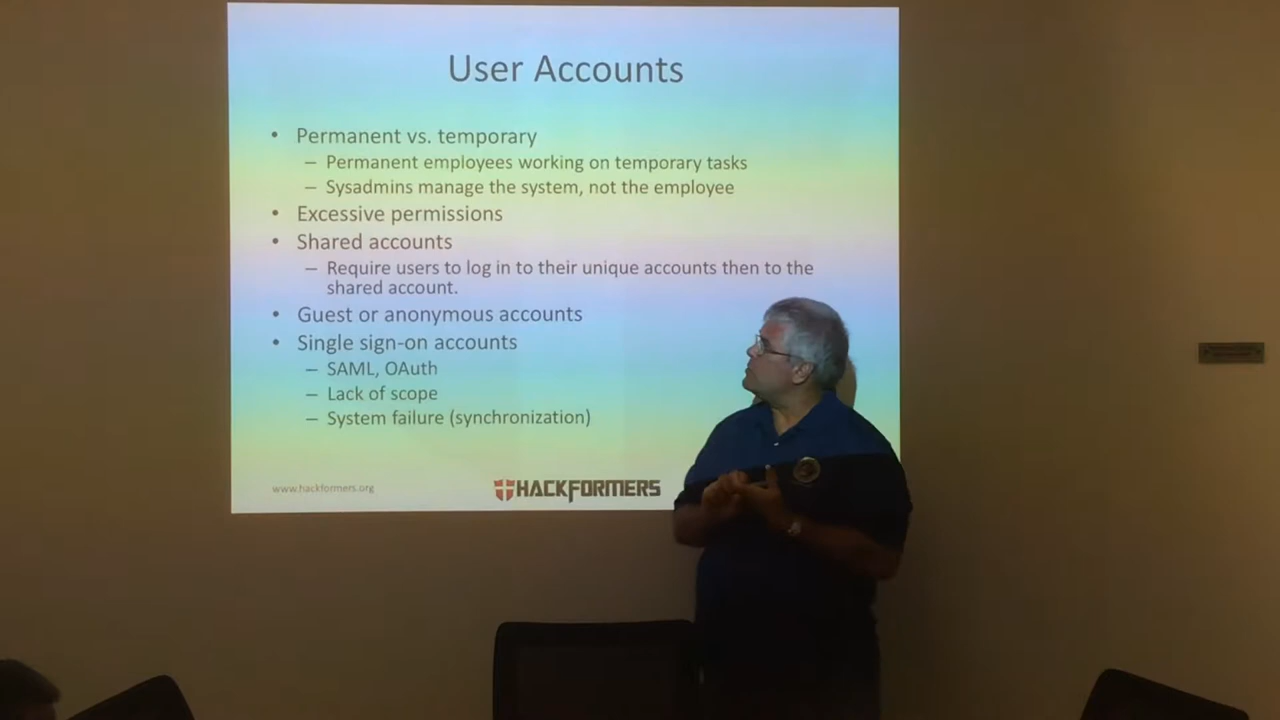 User Accounts
• Permanent vs. temporary
– Permanent employees working on temporary tasks
– Sysadmins manage the system, not the employee
• Excessive permissions
• Shared accounts
– Require users to log in to their unique accounts then to the
shared account.
• Guest or anonymous accounts
• Single sign-on accounts
– SAML, OAuth
– Lack of scope
– System failure (synchronization)
www.hackformers.org
HACKFORMERS